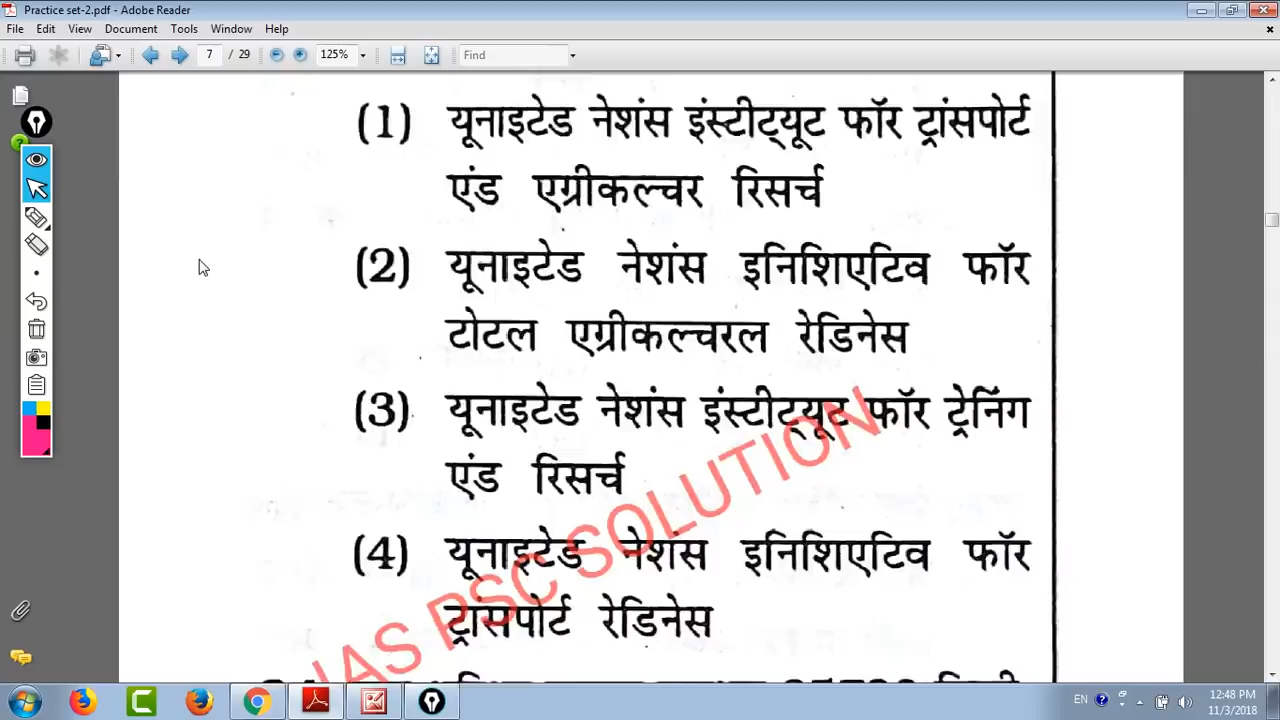 Practice set-2.pdf - Adobe Reader
File Edit View Document Tools Window Help
7 / 29 125% Find
(1) यूनाइटेड नेशंस इंस्टीट्यूट फॉर ट्रांसपोर्ट
एंड एग्रीकल्चर रिसर्च
(2) यूनाइटेड नेशंस इनिशिएटिव फॉर
टोटल एग्रीकल्चरल रेडिनेस
(3) यूनाइटेड नेशंस इंस्टीट्यूट फॉर ट्रेनिंग
एंड रिसर्च
(4) यूनाइटेड नेशंस इनिशिएटिव फॉर
ट्रांसपोर्ट रेडिनेस
IAS PSC SOLUTION
EN 12:48 PM
11/3/2018